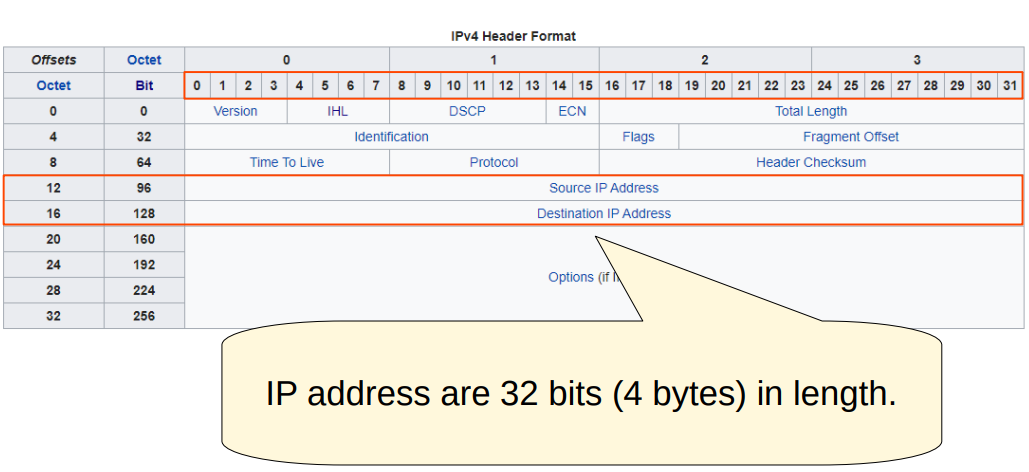 IPv4 Header Format
Offsets Octet 0 1 2 3
Octet Bit 0 1 2 3 4 5 6 7 8 9 10 11 12 13 14 15 16 17 18 19 20 21 22 23 24 25 26 27 28 29 30 31
0 0 Version IHL DSCP ECN Total Length
4 32 Identification Flags Fragment Offset
8 64 Time To Live Protocol Header Checksum
12 96 Source IP Address
16 128 Destination IP Address
20 160
24 192
Options (if
28 224
32 256
IP address are 32 bits (4 bytes) in length.